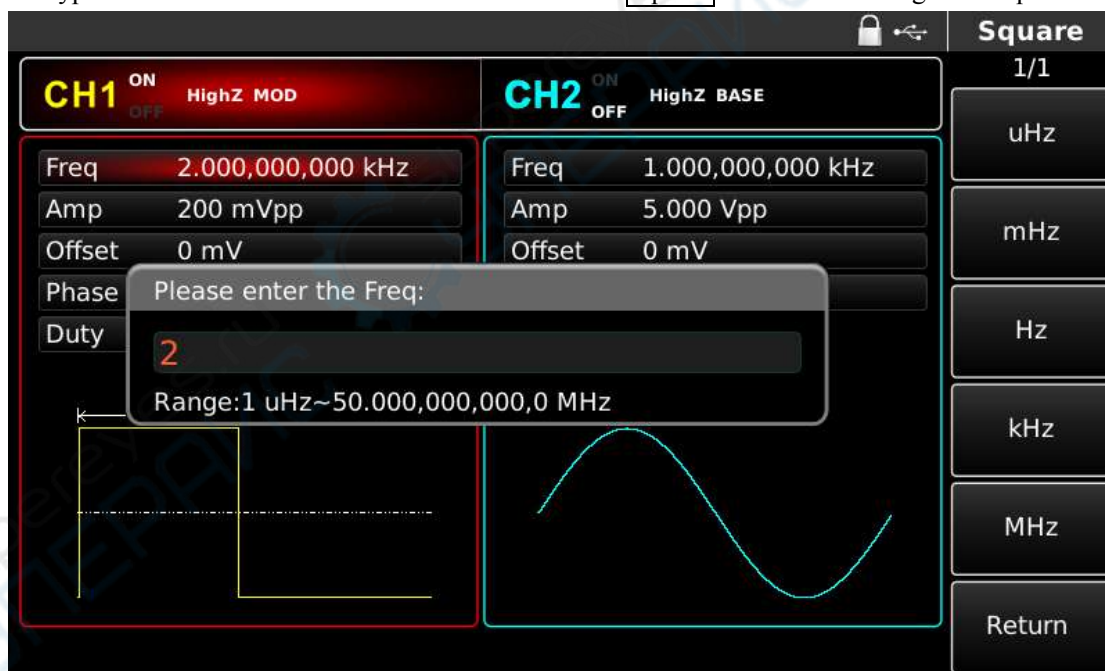 Square
1/1
CH1 ON OFF HighZ MOD
CH2 ON OFF HighZ BASE
Freq 2.000,000,000 kHz
Amp 200 mVpp
Offset 0 mV
Phase
Duty
Freq 1.000,000,000 kHz
Amp 5.000 Vpp
Offset 0 mV
Please enter the Freq:
2
Range:1 uHz~50.000,000,000,0 MHz
uHz
mHz
Hz
kHz
MHz
Return